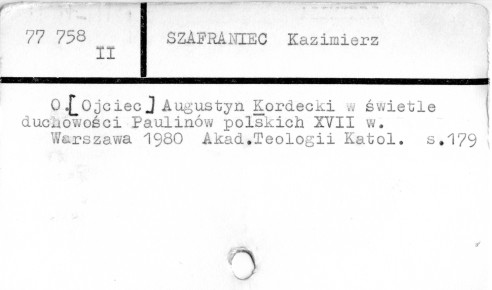 77 758
II
SZAFRANIEC Kazimierz
O.[Ojciec] Augustyn Kordecki w świetle
duchowości Paulinów polskich XVII w.
Warszawa 1980 Akad.Teologii Katol. s.179